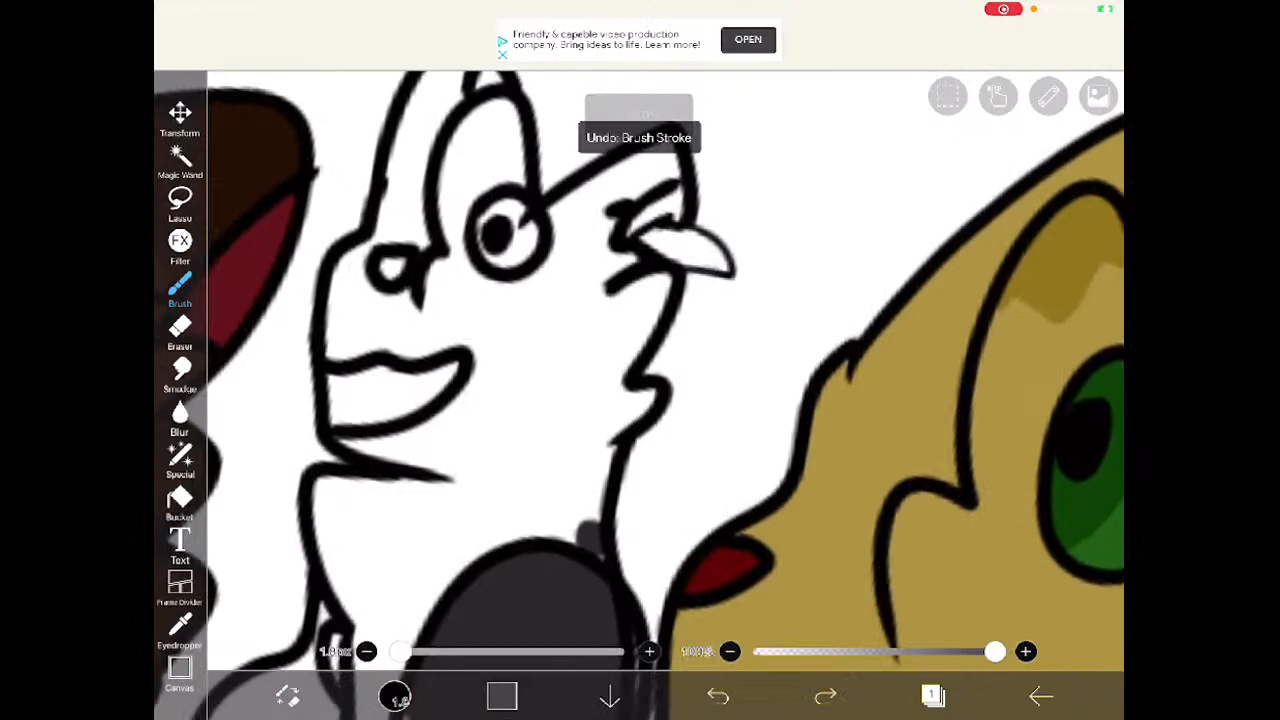 Friendly & capable video production
company. Bring ideas to life. Learn more!
OPEN
Undo: Brush Stroke
Transform
Magic Wand
Lasso
FX
Filter
Brush
Eraser
Smudge
Blur
Special
Bucket
T
Text
Frame Divider
Eyedropper
Canvas
1